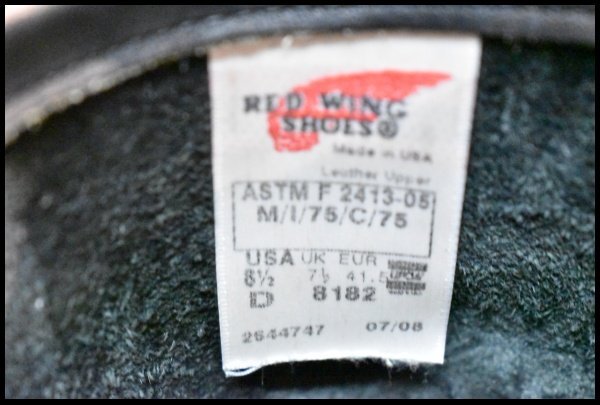 RED WING
SHOES®
Made in USA
Leather Upper
ASTM F 2413-05
M/I/75/C/75
USA UK EUR
8½ 7½ 41.5
D 8182
2644747 07/08